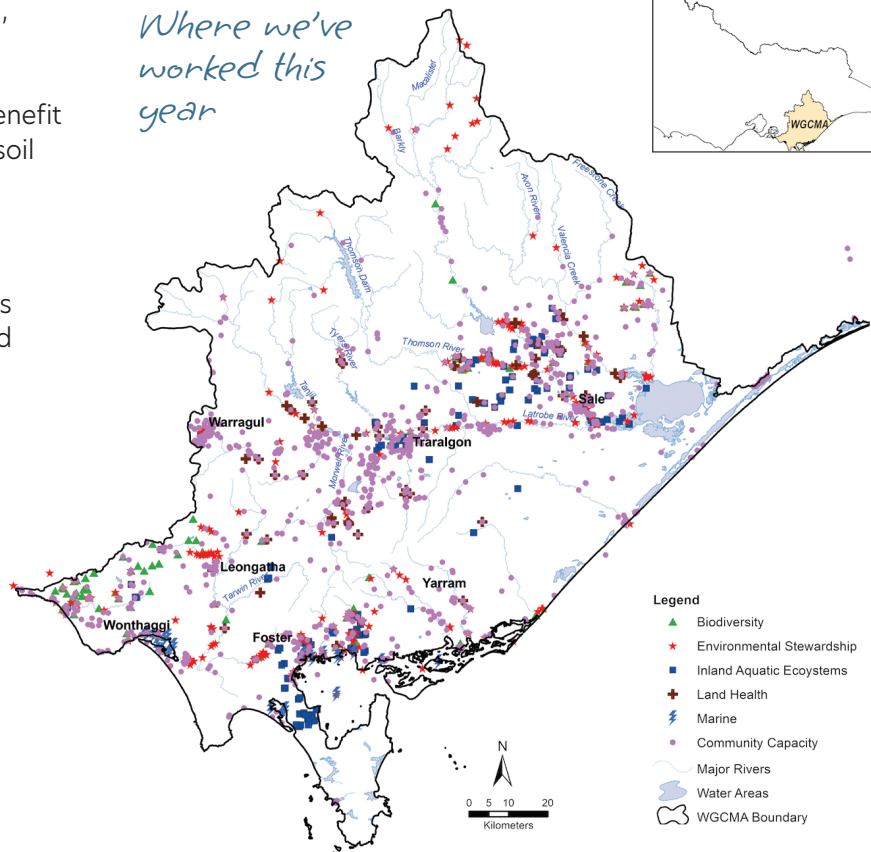 ,
enefit
soil
s
d
Where we've
worked this
year
WGCMA
Macalister
Barkly
Freestone Creek
Avon River
Valencia Creek
Thomson Dam
Tyers River
Thomson River
Sale
Latrobe River
Warragul
Traralgon
Morwell River
Leongatha
Tarwin River
Yarram
Wonthaggi
Foster
Legend
Biodiversity
Environmental Stewardship
Inland Aquatic Ecoystems
Land Health
Marine
Community Capacity
Major Rivers
Water Areas
WGCMA Boundary
N
0 5 10 20
Kilometers